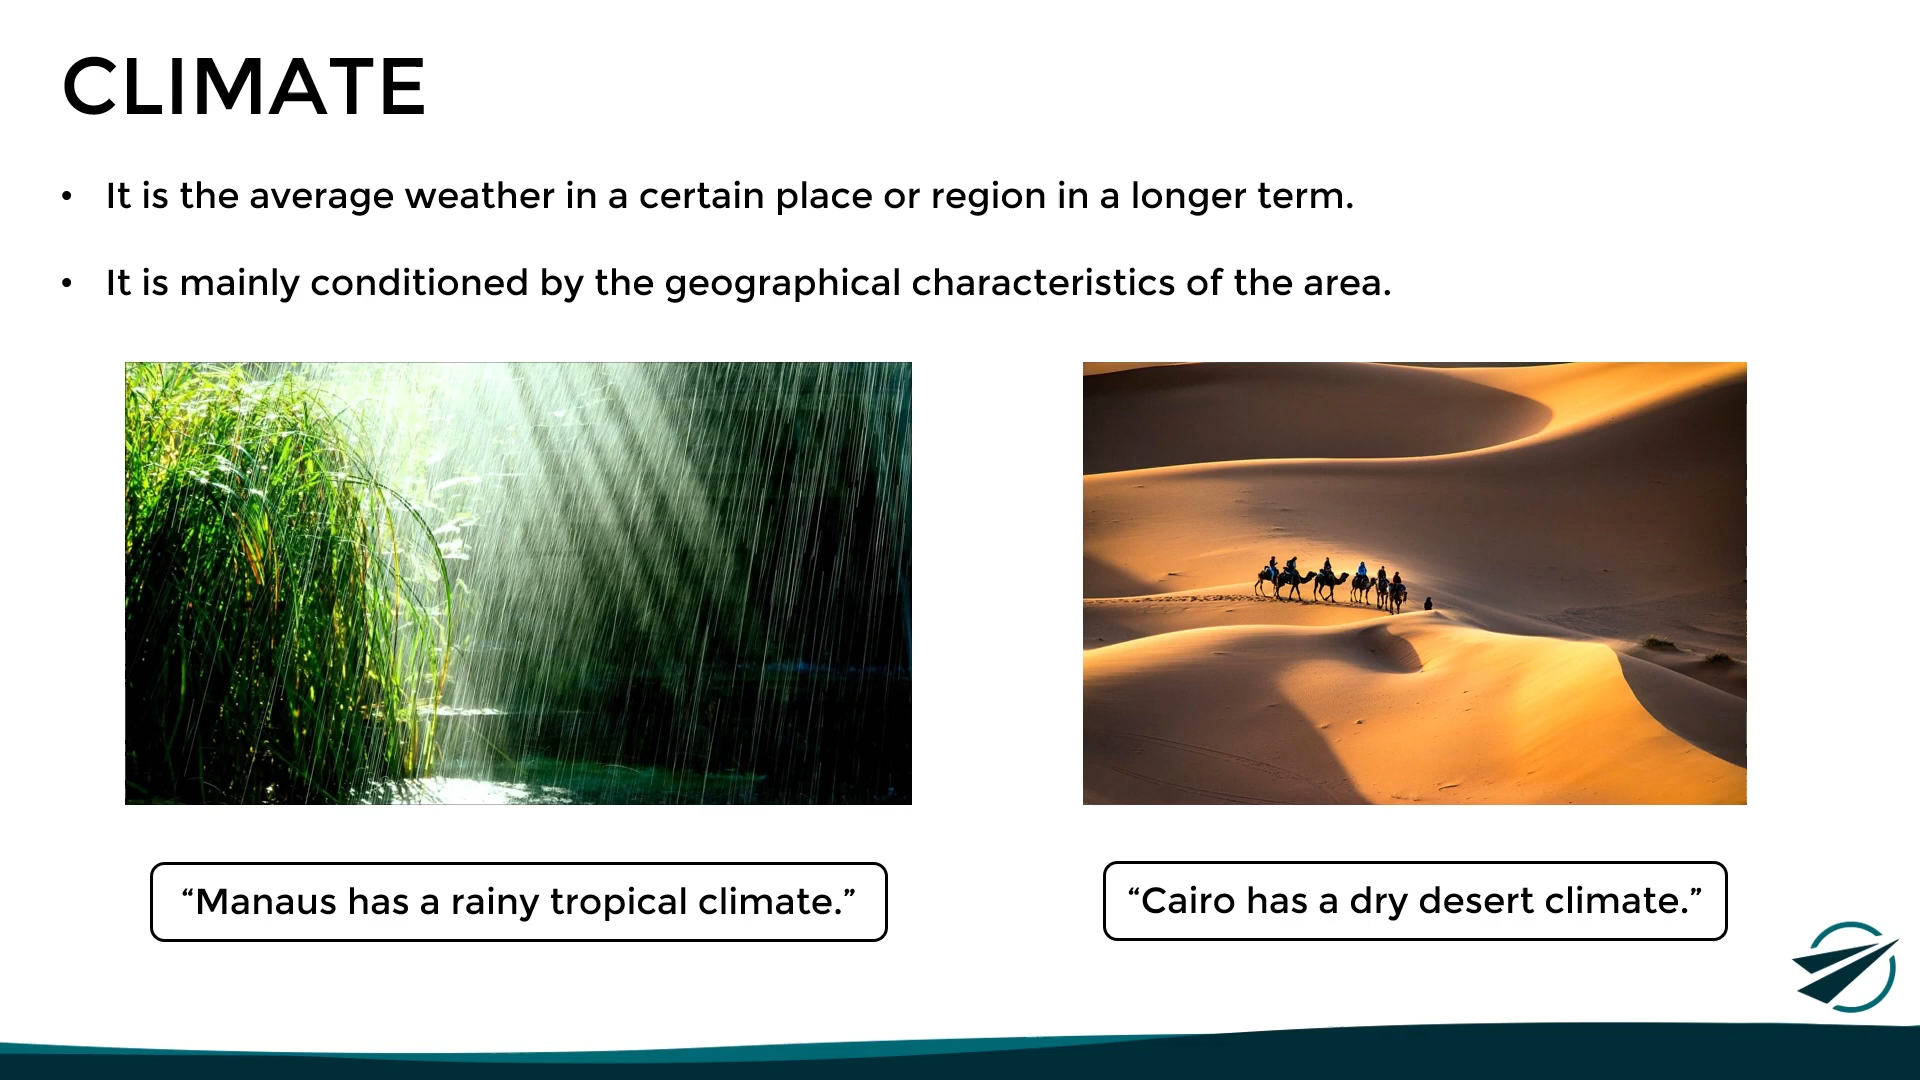 CLIMATE
• It is the average weather in a certain place or region in a longer term.
• It is mainly conditioned by the geographical characteristics of the area.
“Manaus has a rainy tropical climate.”
“Cairo has a dry desert climate.”